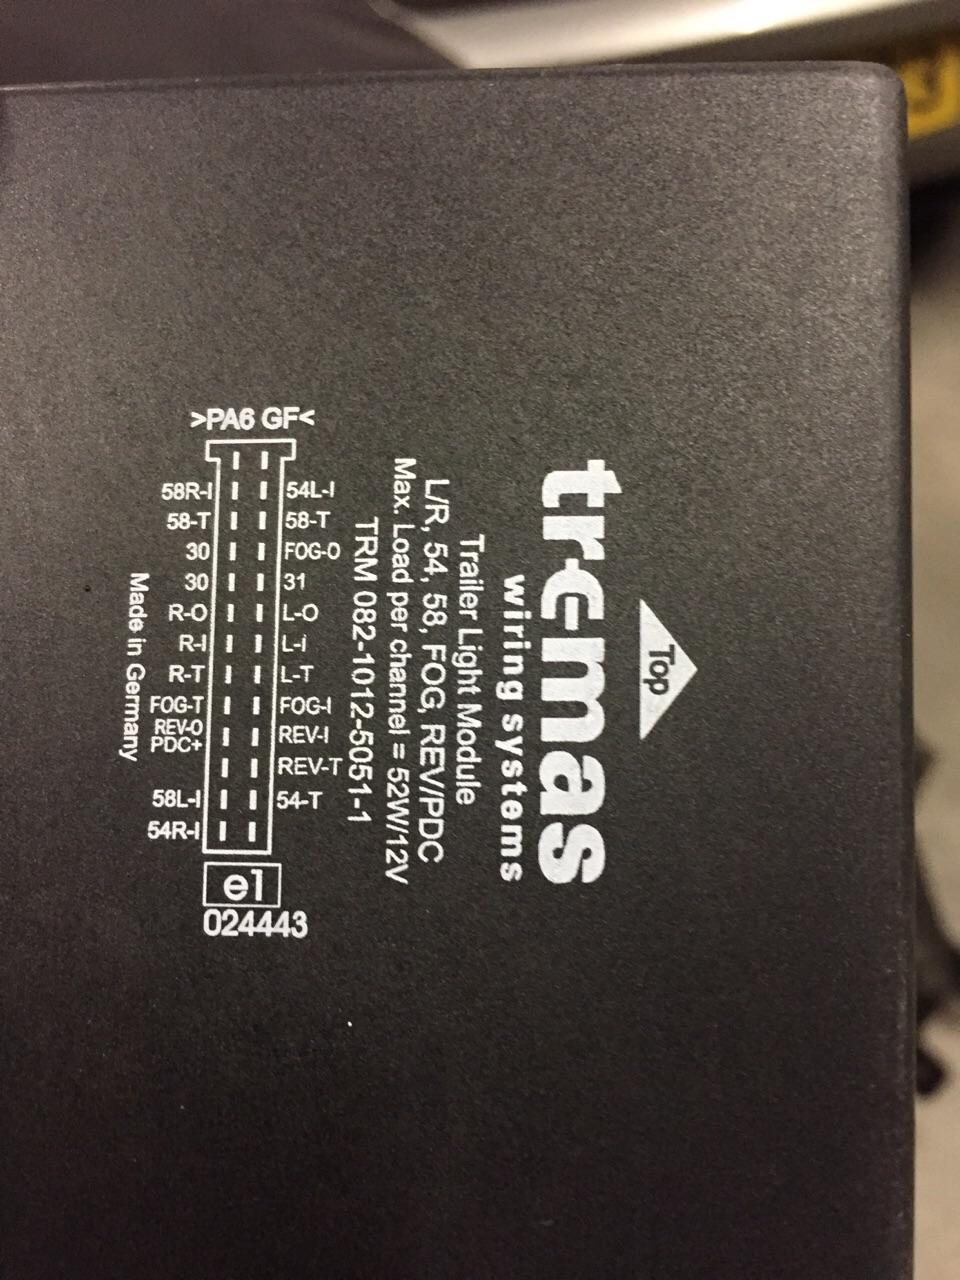 Top
tr-c-mas
wiring systems
Trailer Light Module
L/R, 54, 58, FOG, REV/PDC
Max. Load per channel = 52W/12V
TRM 082-1012-5051-1
>PA6 GF<
58R-I 54L-I
58-T 58-T
30 FOG-O
30 31
R-O L-O
R-I L-i
R-T L-T
FOG-T FOG-I
REV-O
PDC+ REV-I
REV-T
58L-I 54-T
54R-I
e1
024443
Made in Germany